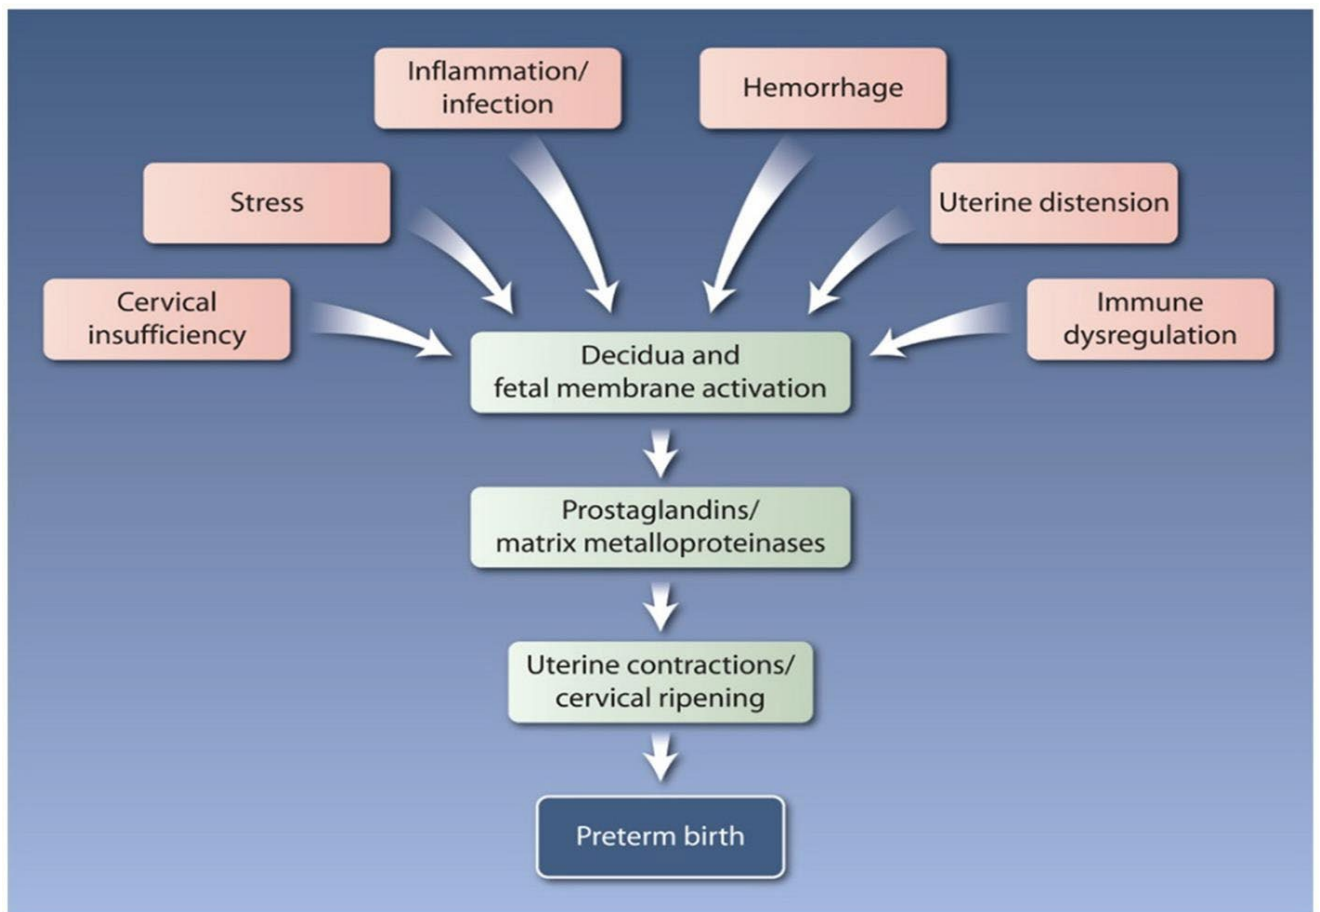 Inflammation/
infection
Hemorrhage
Stress
Uterine distension
Cervical
insufficiency
Immune
dysregulation
Decidua and
fetal membrane activation
Prostaglandins/
matrix metalloproteinases
Uterine contractions/
cervical ripening
Preterm birth